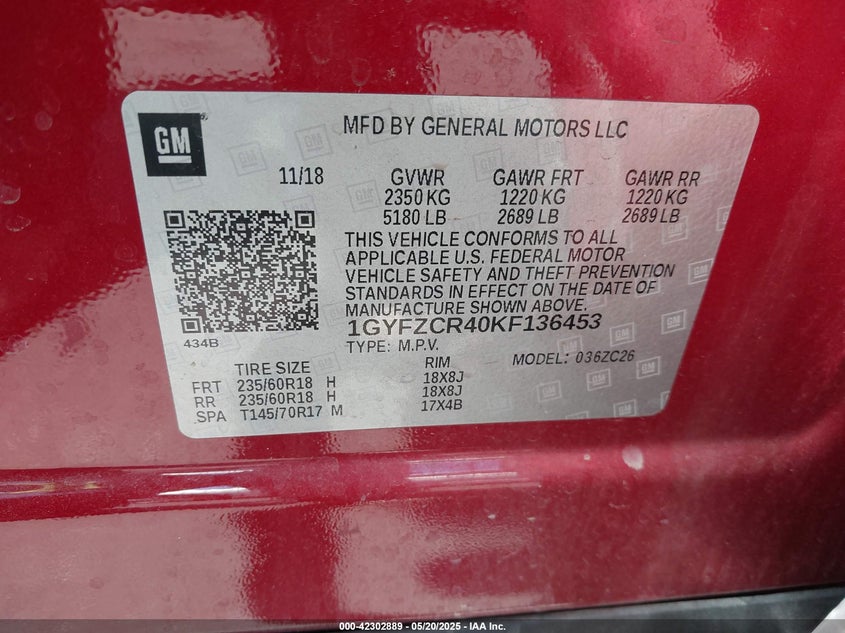 GM
MFD BY GENERAL MOTORS LLC
11/18 GVWR GAWR FRT GAWR RR
2350 KG 1220 KG 1220 KG
5180 LB 2689 LB 2689 LB
THIS VEHICLE CONFORMS TO ALL
APPLICABLE U.S. FEDERAL MOTOR
VEHICLE SAFETY AND THEFT PREVENTION
STANDARDS IN EFFECT ON THE DATE OF
MANUFACTURE SHOWN ABOVE.
1GYFZCR40KF136453
434B
TYPE: M.P.V. MODEL: 036ZC26
TIRE SIZE RIM
FRT 235/60R18 H 18X8J
RR 235/60R18 H 18X8J
SPA T145/70R17 M 17X4B
000-42302889 — 05/20/2025 - IAA Inc.